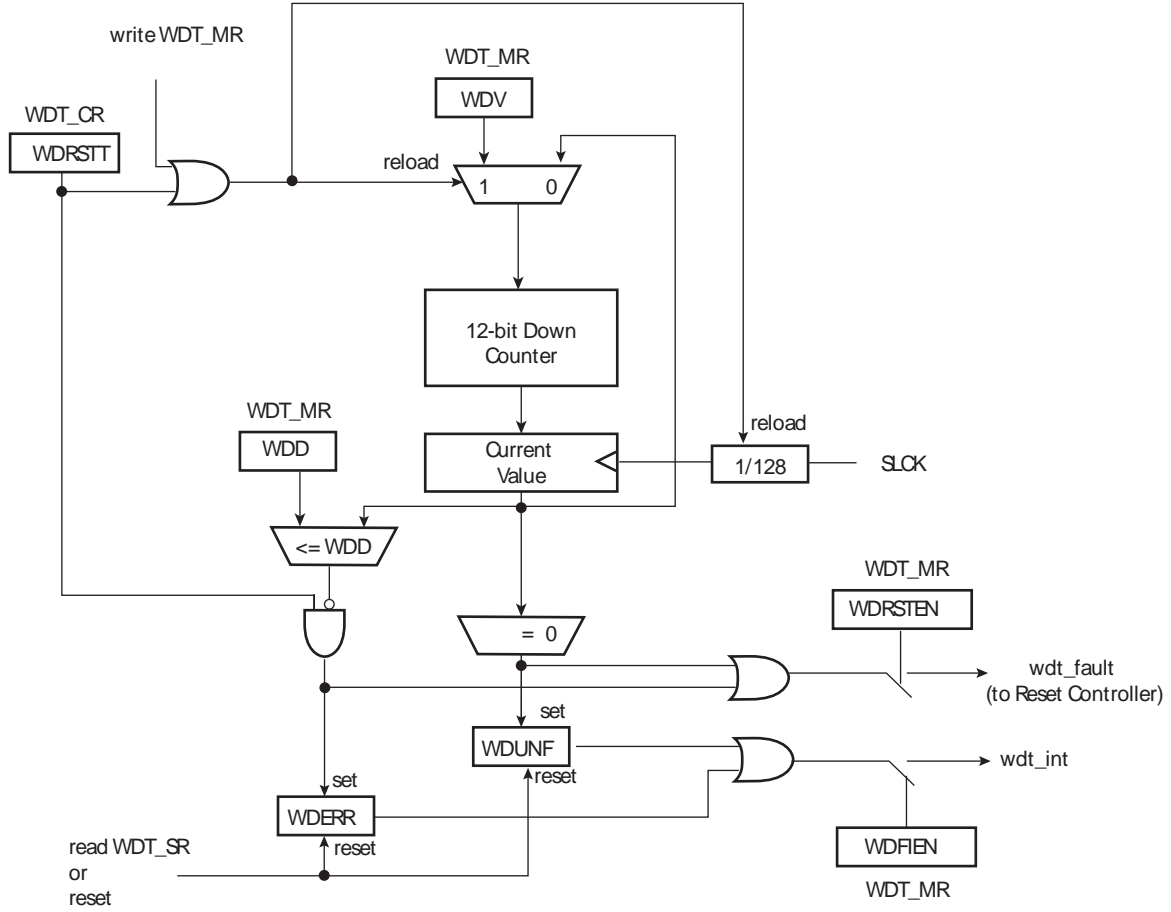 write WDT_MR
WDT_MR
WDV
WDT_CR
WDRSTT
reload
1 0
12-bit Down
Counter
WDT_MR
WDD
Current
Value
reload
1/128
SLCK
<= WDD
WDT_MR
WDRSTEN
= 0
wdt_fault
(to Reset Controller)
set
WDUNF
reset
wdt_int
set
WDERR
reset
read WDT_SR
or
reset
WDFIEN
WDT_MR